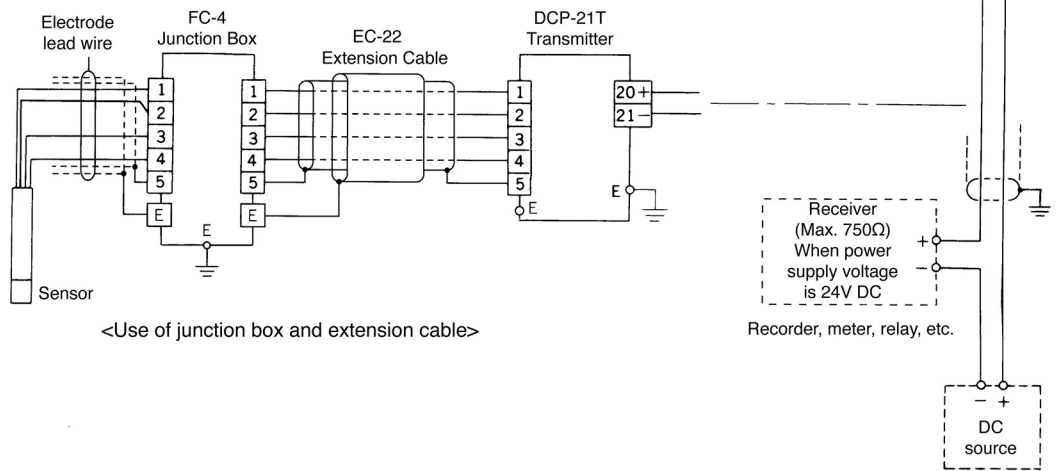 Electrode
lead wire
FC-4
Junction Box
EC-22
Extension Cable
DCP-21T
Transmitter
1
2
3
4
5
E
1
2
3
4
5
E
E
1
2
3
4
5
E
20+
21−
E
Sensor
<Use of junction box and extension cable>
Receiver
(Max. 750Ω)
When power
supply voltage
is 24V DC
+
−
Recorder, meter, relay, etc.
− +
DC
source